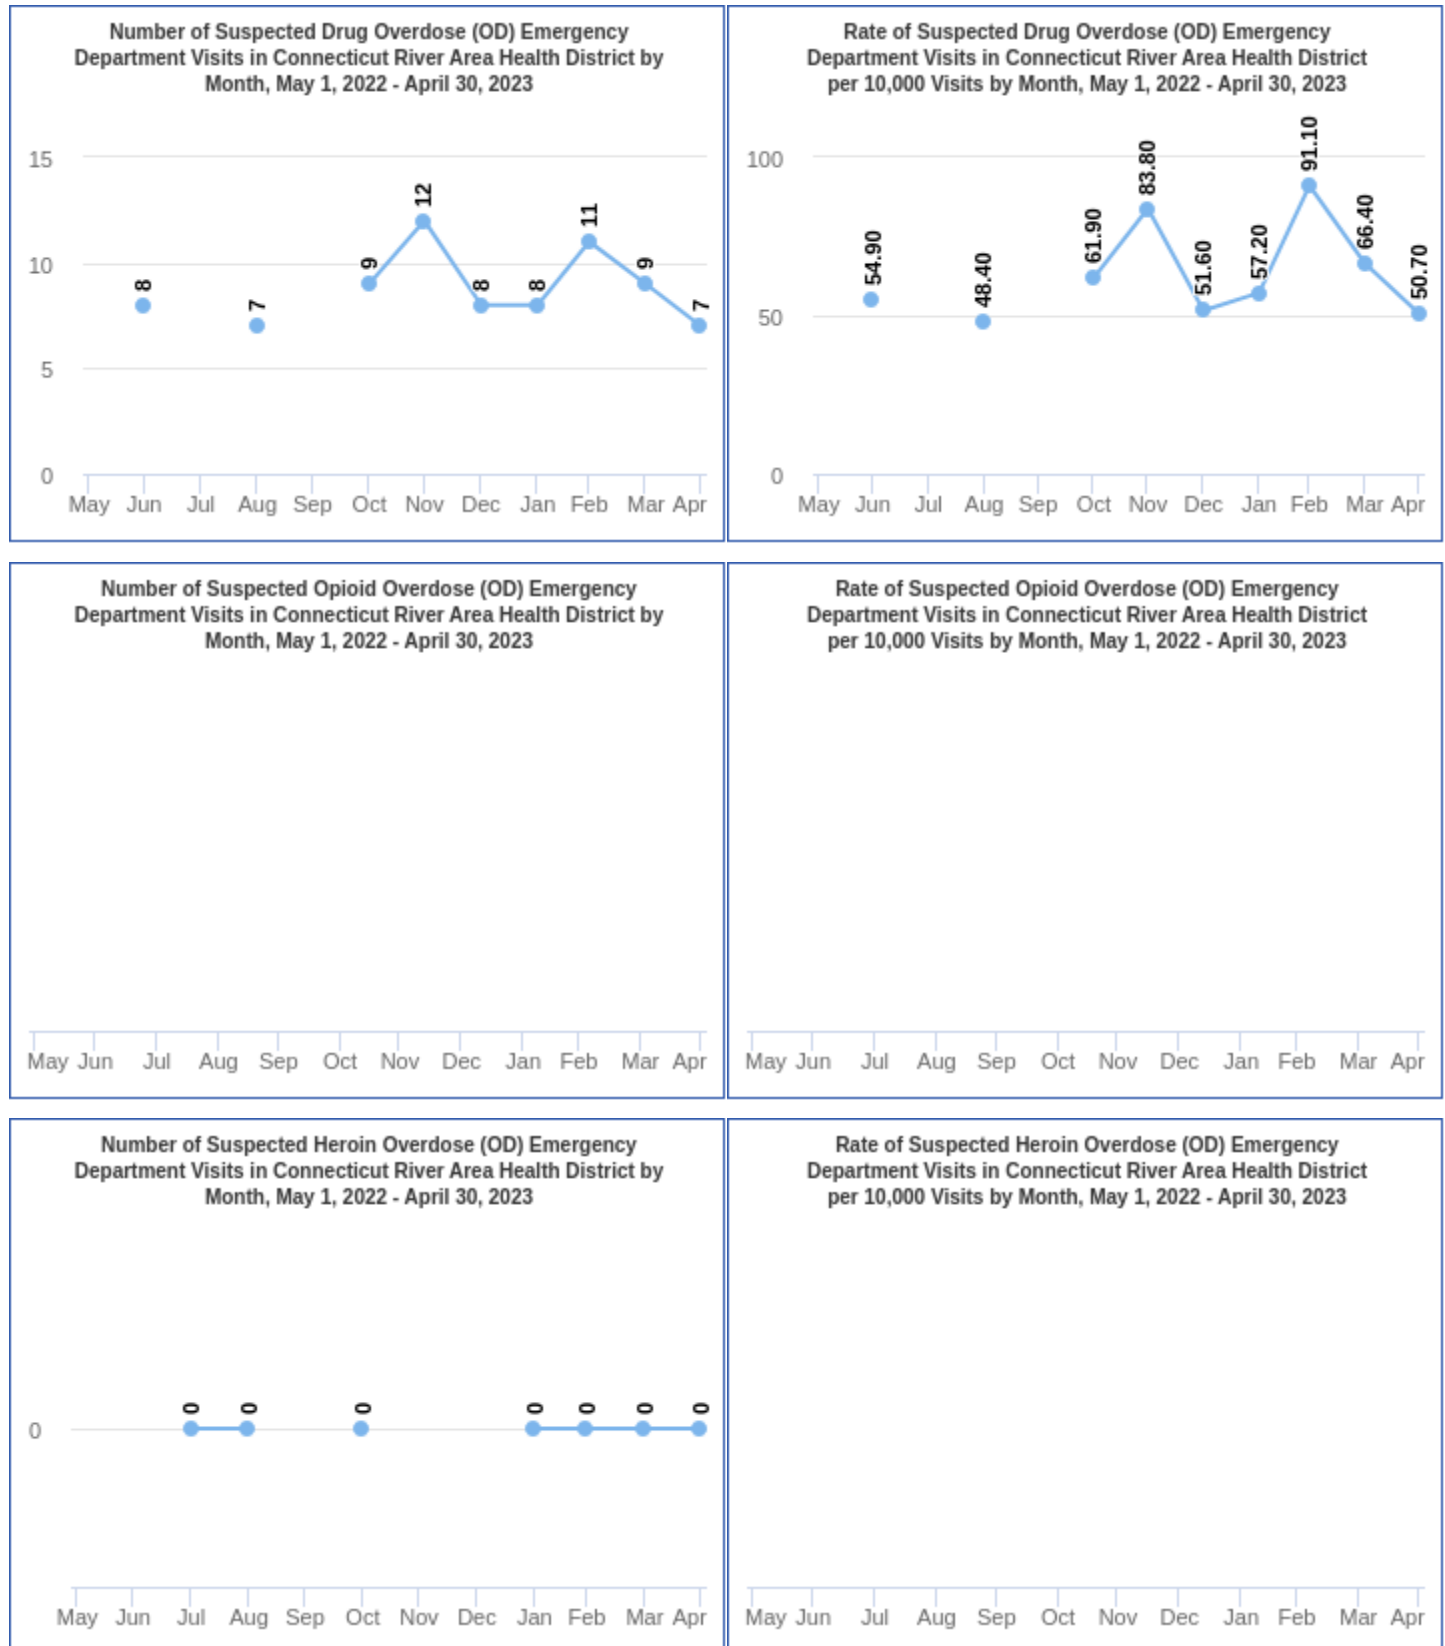 Number of Suspected Drug Overdose (OD) Emergency
Department Visits in Connecticut River Area Health District by
Month, May 1, 2022 - April 30, 2023
15
10
5
0
8
7
9
12
8
8
11
9
7
May Jun Jul Aug Sep Oct Nov Dec Jan Feb Mar Apr
Rate of Suspected Drug Overdose (OD) Emergency
Department Visits in Connecticut River Area Health District
per 10,000 Visits by Month, May 1, 2022 - April 30, 2023
100
50
0
54.90
48.40
61.90
83.80
51.60
57.20
91.10
66.40
50.70
May Jun Jul Aug Sep Oct Nov Dec Jan Feb Mar Apr
Number of Suspected Opioid Overdose (OD) Emergency
Department Visits in Connecticut River Area Health District by
Month, May 1, 2022 - April 30, 2023
May Jun Jul Aug Sep Oct Nov Dec Jan Feb Mar Apr
Rate of Suspected Opioid Overdose (OD) Emergency
Department Visits in Connecticut River Area Health District
per 10,000 Visits by Month, May 1, 2022 - April 30, 2023
May Jun Jul Aug Sep Oct Nov Dec Jan Feb Mar Apr
Number of Suspected Heroin Overdose (OD) Emergency
Department Visits in Connecticut River Area Health District by
Month, May 1, 2022 - April 30, 2023
0
0
0
0
0
0
0
0
May Jun Jul Aug Sep Oct Nov Dec Jan Feb Mar Apr
Rate of Suspected Heroin Overdose (OD) Emergency
Department Visits in Connecticut River Area Health District
per 10,000 Visits by Month, May 1, 2022 - April 30, 2023
May Jun Jul Aug Sep Oct Nov Dec Jan Feb Mar Apr